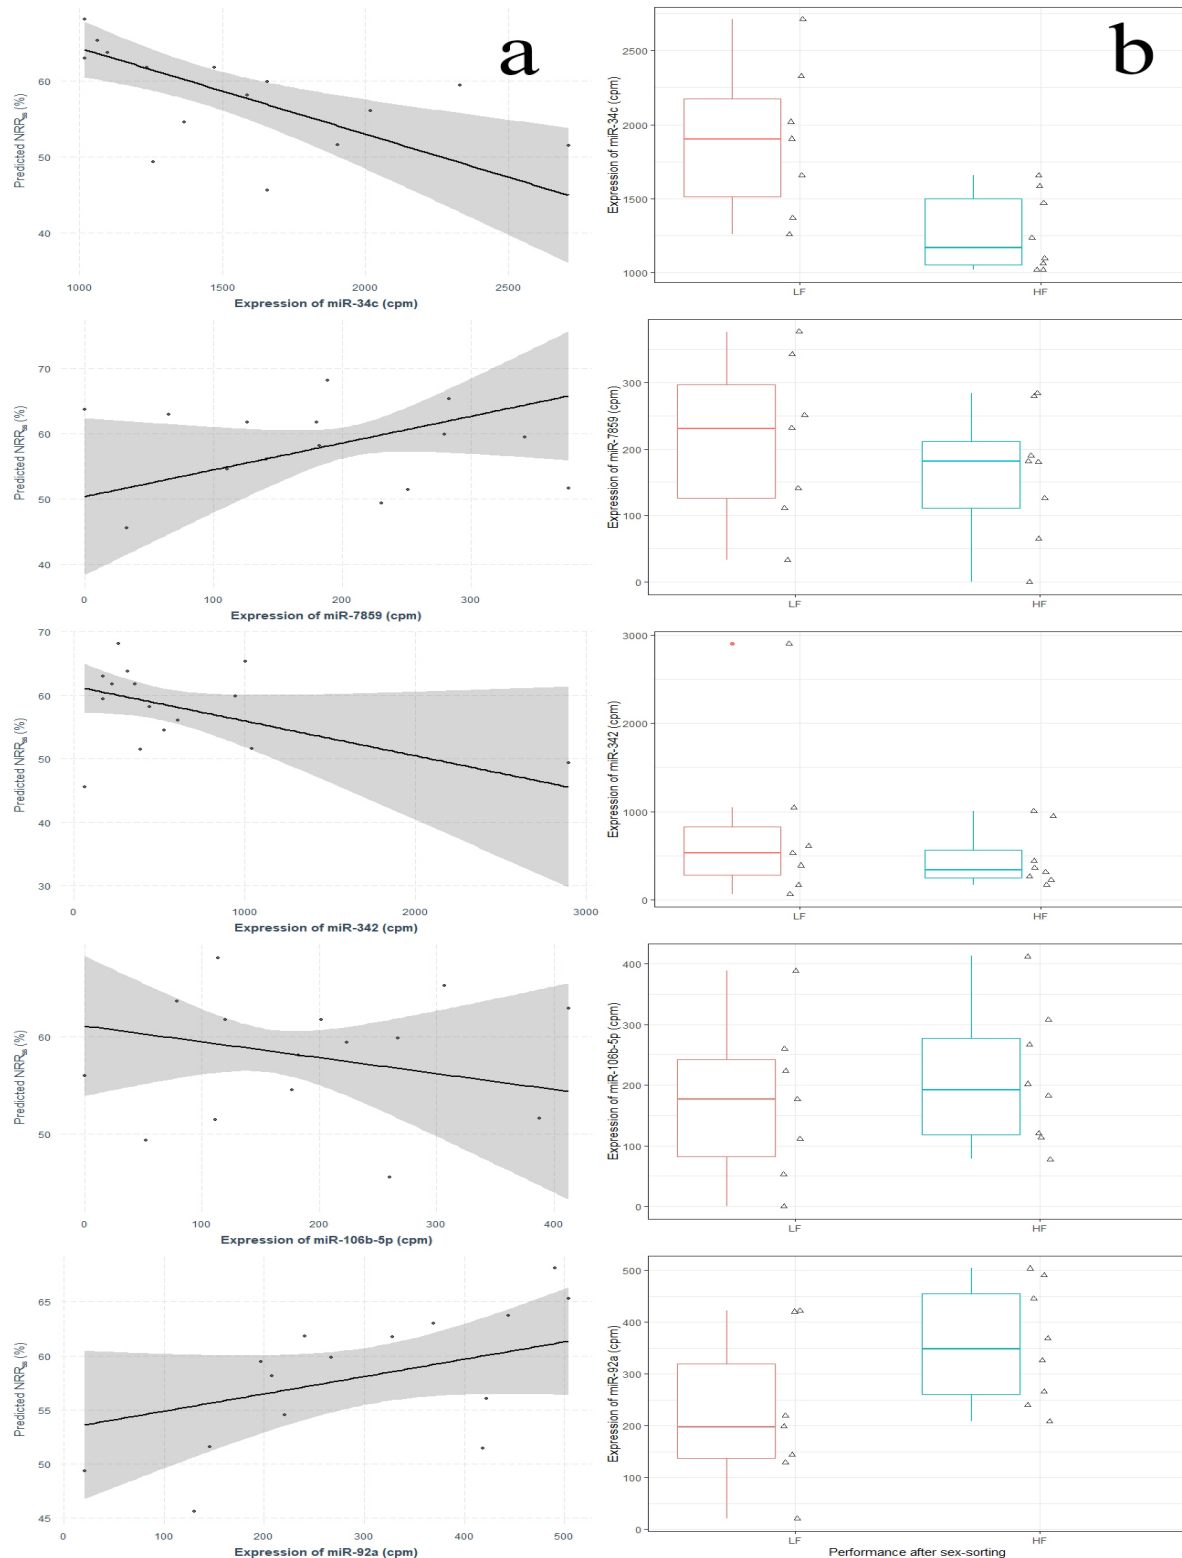 a
b
Predicted NRR₅₆ (%)
60
50
40
1000
1500
2000
2500
Expression of miR-34c (cpm)
Expression of miR-34c (cpm)
2500
2000
1500
1000
LF
HF
Predicted NRR (%)
70
60
50
40
0
100
200
300
Expression of miR-7859 (cpm)
Expression of miR-7859 (cpm)
300
200
100
0
LF
HF
Predicted NRR (%)
70
60
50
40
30
0
1000
2000
3000
Expression of miR-342 (cpm)
Expression of miR-342 (cpm)
3000
2000
1000
0
LF
HF
Predicted NRR (%)
60
50
0
100
200
300
400
Expression of miR-106b-5p (cpm)
Expression of miR-106b-5p (cpm)
400
300
200
100
0
LF
HF
Predicted NRR (%)
65
60
55
50
45
0
100
200
300
400
500
Expression of miR-92a (cpm)
Expression of miR-92a (cpm)
500
400
300
200
100
0
LF
HF
Performance after sex-sorting